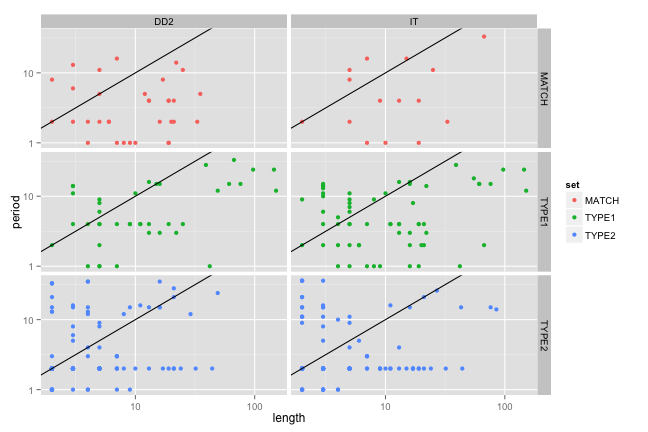 DD2
IT
10
1
MATCH
10
1
TYPE1
10
1
TYPE2
period
10
100
10
100
length
set
MATCH
TYPE1
TYPE2